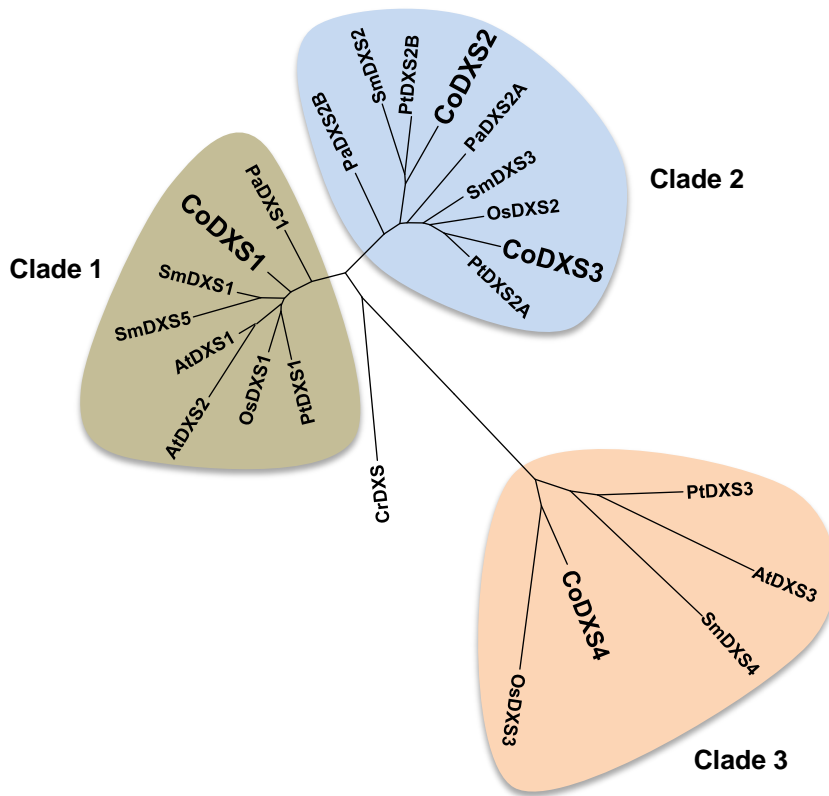 SmDXS2
PtDXS2B
CoDXS2
PaDXS2B
PaDXS2A
SmDXS3
OsDXS2
CoDXS3
PtDXS2A
Clade 2
PaDXS1
CoDXS1
Clade 1
SmDXS1
SmDXS5
AtDXS1
AtDXS2
OsDXS1
PtDXS1
CrDXS
PtDXS3
AtDXS3
SmDXS4
CoDXS4
OsDXS3
Clade 3